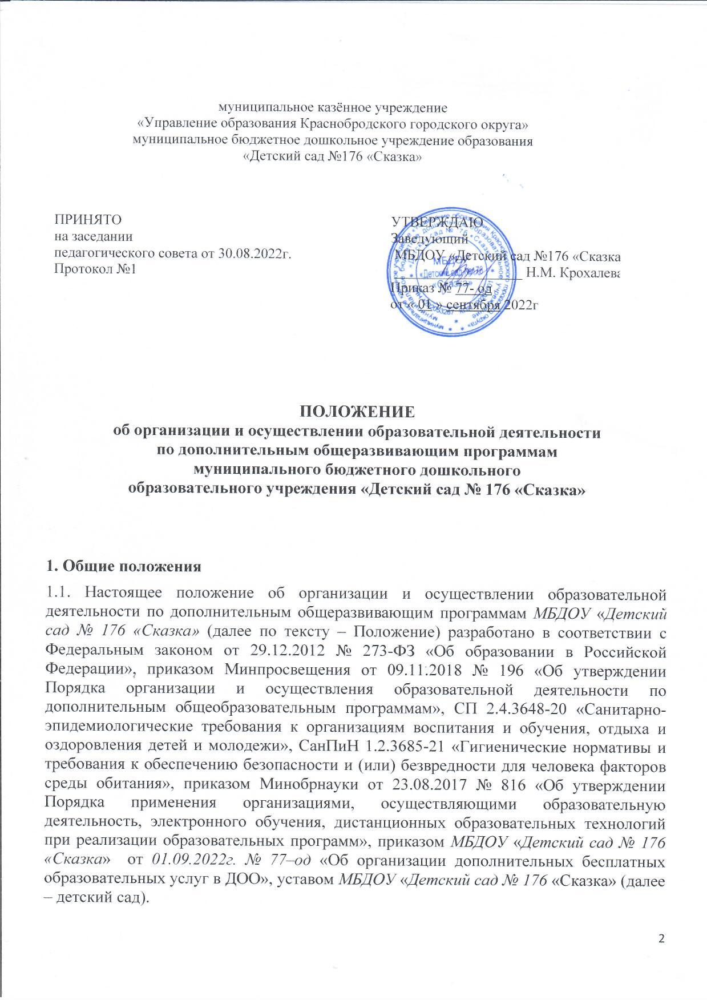 муниципальное казённое учреждение
«Управление образования Краснобродского городского округа»
муниципальное бюджетное дошкольное учреждение образования
«Детский сад №176 «Сказка»
ПРИНЯТО
на заседании
педагогического совета от 30.08.2022г.
Протокол №1
УТВЕРЖДАЮ
Заведующий
МБДОУ «Детский сад №176 «Сказка
Н.М. Крохалева
Приказ № 77- од
от « 01 » сентября 2022г
ПОЛОЖЕНИЕ
об организации и осуществлении образовательной деятельности
по дополнительным общеразвивающим программам
муниципального бюджетного дошкольного
образовательного учреждения «Детский сад № 176 «Сказка»
1. Общие положения
1.1. Настоящее положение об организации и осуществлении образовательной
деятельности по дополнительным общеразвивающим программам МБДОУ «Детский
сад № 176 «Сказка» (далее по тексту – Положение) разработано в соответствии с
Федеральным законом от 29.12.2012 № 273-ФЗ «Об образовании в Российской
Федерации», приказом Минпросвещения от 09.11.2018 № 196 «Об утверждении
Порядка организации и осуществления образовательной деятельности по
дополнительным общеобразовательным программам», СП 2.4.3648-20 «Санитарно-
эпидемиологические требования к организациям воспитания и обучения, отдыха и
оздоровления детей и молодежи», СанПиН 1.2.3685-21 «Гигиенические нормативы и
требования к обеспечению безопасности и (или) безвредности для человека факторов
среды обитания», приказом Минобрнауки от 23.08.2017 № 816 «Об утверждении
Порядка применения организациями, осуществляющими образовательную
деятельность, электронного обучения, дистанционных образовательных технологий
при реализации образовательных программ», приказом МБДОУ «Детский сад № 176
«Сказка» от 01.09.2022г. № 77–од «Об организации дополнительных бесплатных
образовательных услуг в ДОО», уставом МБДОУ «Детский сад № 176 «Сказка» (далее
– детский сад).
2